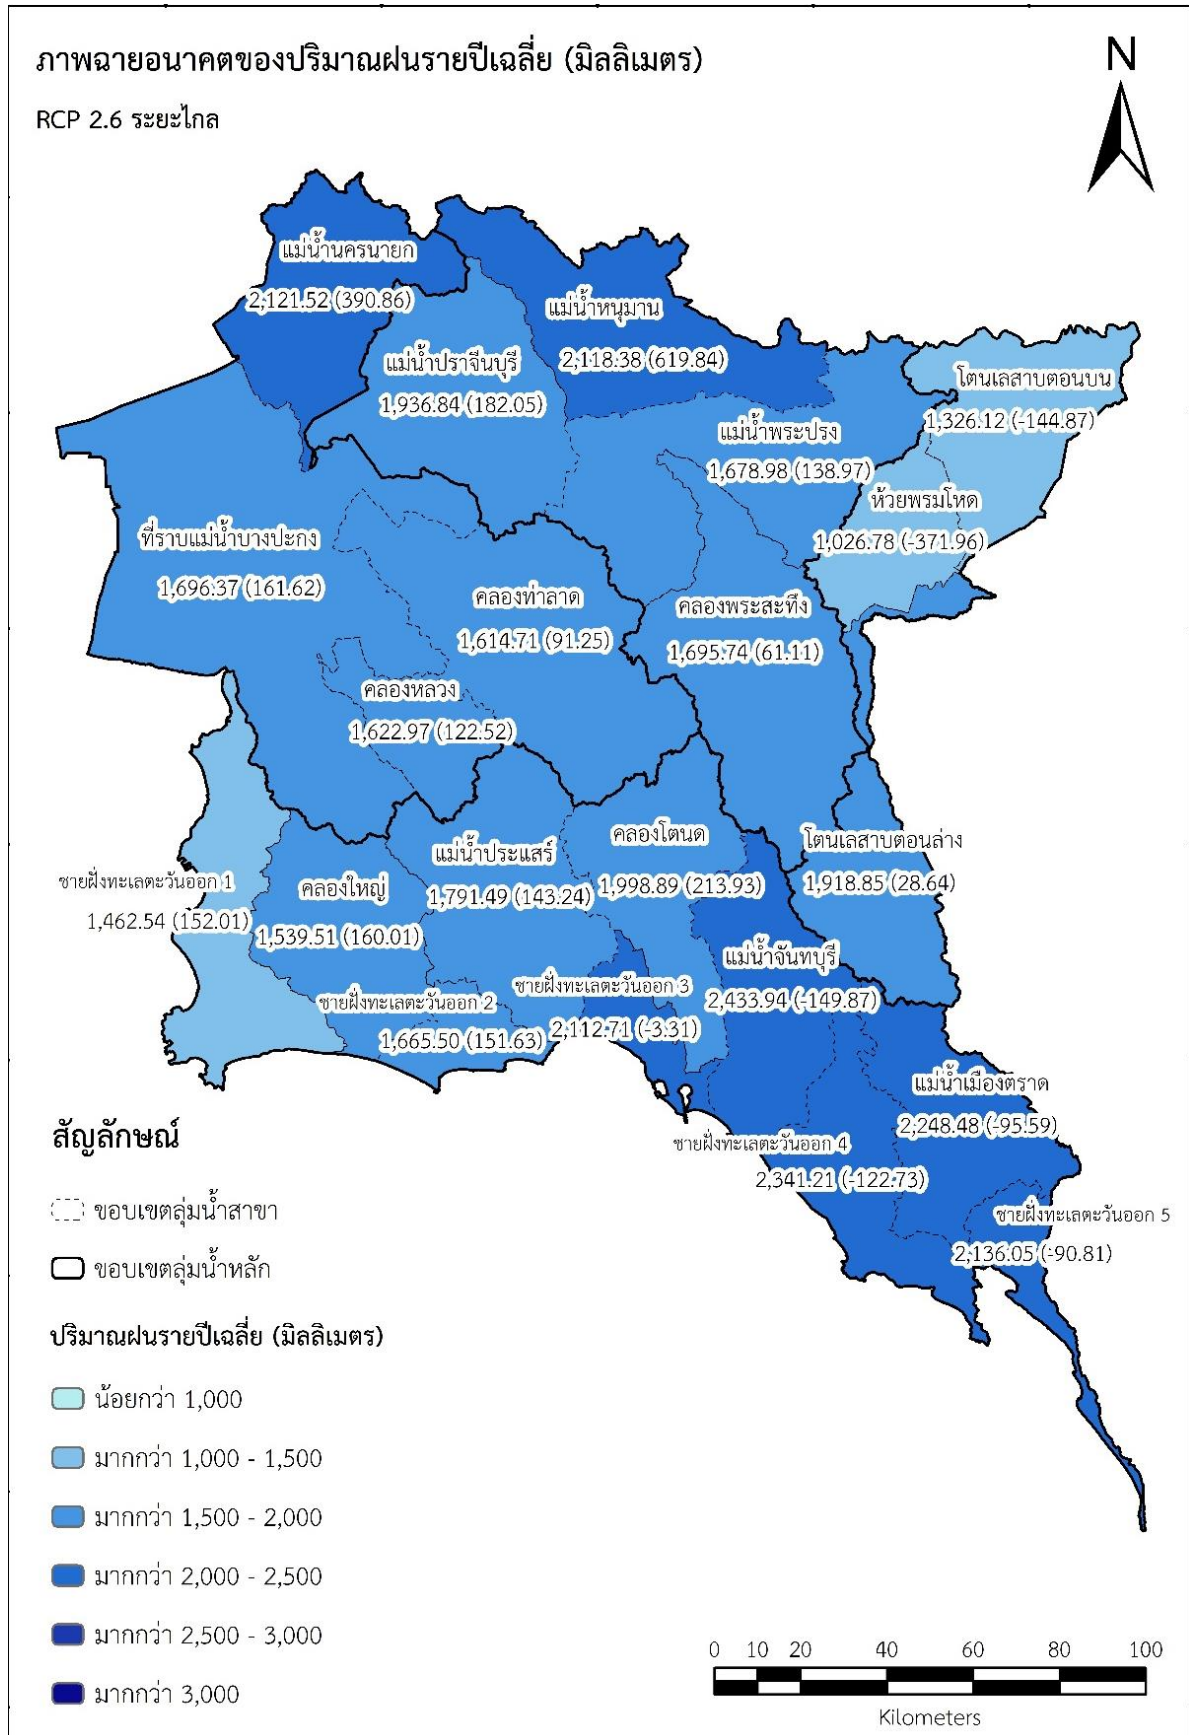 ภาพฉายอนาคตของปริมาณฝนรายปีเฉลี่ย (มิลลิเมตร)
RCP 2.6 ระยะไกล
N
แม่น้ำนครนายก
2,121.52 (390.86)
แม่น้ำหนุมาน
2,118.38 (619.84)
แม่น้ำปราจีนบุรี
1,936.84 (182.05)
โตนเลสาบตอนบน
1,326.12 (-144.87)
แม่น้ำพระปรง
1,678.98 (138.97)
ห้วยพรมโหด
1,026.78 (-371.96)
ที่ราบแม่น้ำบางปะกง
1,696.37 (161.62)
คลองท่าลาด
1,614.71 (91.25)
คลองพระสะทึง
1,695.74 (61.11)
คลองหลวง
1,622.97 (122.52)
คลองโตนด
1,998.89 (213.93)
โตนเลสาบตอนล่าง
1,918.85 (28.64)
แม่น้ำประแสร์
1,791.49 (143.24)
ชายฝั่งทะเลตะวันออก 1
1,462.54 (152.01)
คลองใหญ่
1,539.51 (160.01)
แม่น้ำจันทบุรี
2,433.94 (-149.87)
ชายฝั่งทะเลตะวันออก 3
2,112.71 (-3.31)
ชายฝั่งทะเลตะวันออก 2
1,665.50 (151.63)
แม่น้ำเมืองตราด
2,248.48 (-95.59)
ชายฝั่งทะเลตะวันออก 4
2,341.21 (-122.73)
ชายฝั่งทะเลตะวันออก 5
2,136.05 (-90.81)
สัญลักษณ์
ขอบเขตลุ่มน้ำสาขา
ขอบเขตลุ่มน้ำหลัก
ปริมาณฝนรายปีเฉลี่ย (มิลลิเมตร)
น้อยกว่า 1,000
มากกว่า 1,000 - 1,500
มากกว่า 1,500 - 2,000
มากกว่า 2,000 - 2,500
มากกว่า 2,500 - 3,000
มากกว่า 3,000
0 10 20 40 60 80 100
Kilometers